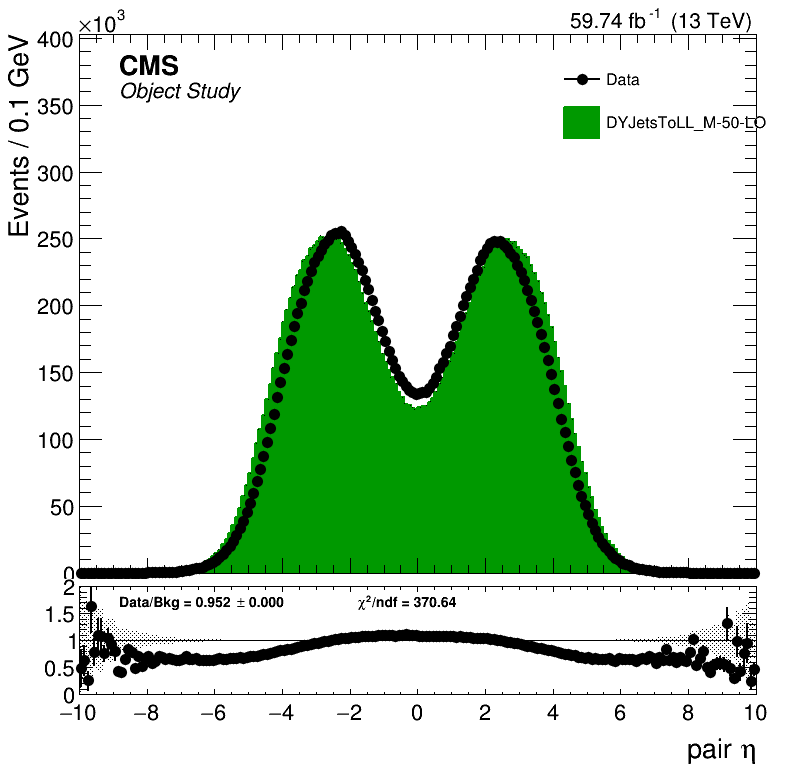 ×10³
59.74 fb⁻¹ (13 TeV)
CMS
Object Study
Data
DYJetsToLL_M-50-LO
Events / 0.1 GeV
400
350
300
250
200
150
100
50
0
Data/Bkg = 0.952 ± 0.000
χ²/ndf = 370.64
2
1.5
1
0.5
0
−10 −8 −6 −4 −2 0 2 4 6 8 10
pair η